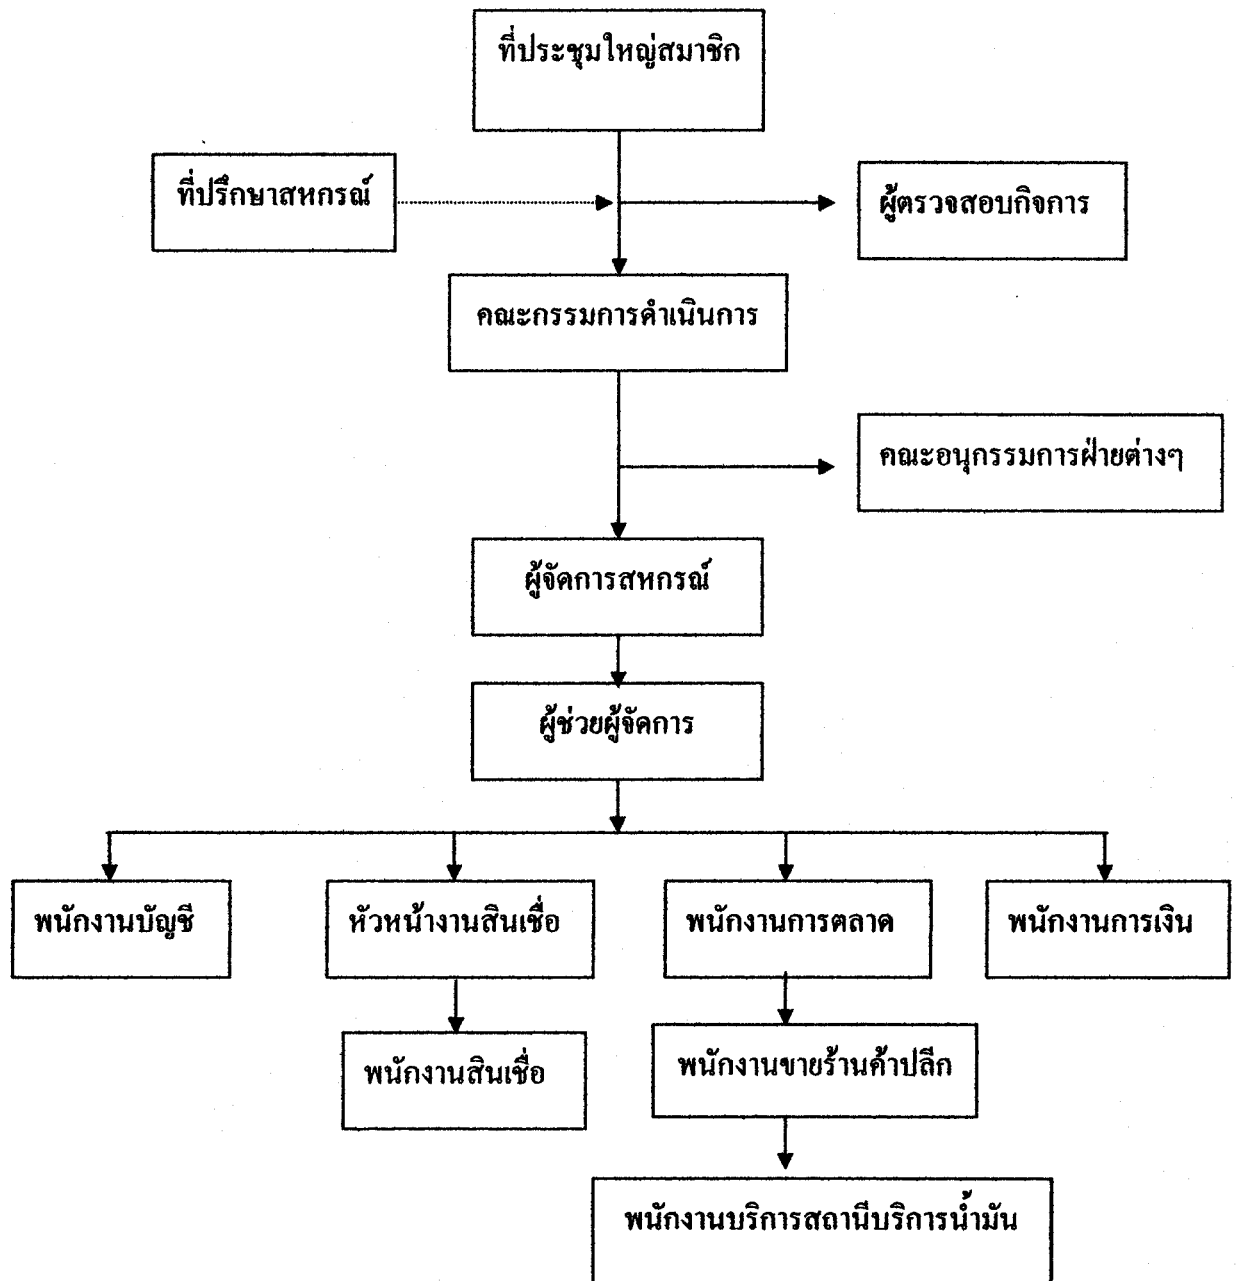 ที่ประชุมใหญ่สมาชิก
ที่ปรึกษาสหกรณ์
ผู้ตรวจสอบกิจการ
คณะกรรมการดำเนินการ
คณะอนุกรรมการฝ่ายต่างๆ
ผู้จัดการสหกรณ์
ผู้ช่วยผู้จัดการ
พนักงานบัญชี
หัวหน้างานสินเชื่อ
พนักงานการตลาด
พนักงานการเงิน
พนักงานสินเชื่อ
พนักงานขายร้านค้าปลีก
พนักงานบริการสถานีบริการน้ำมัน